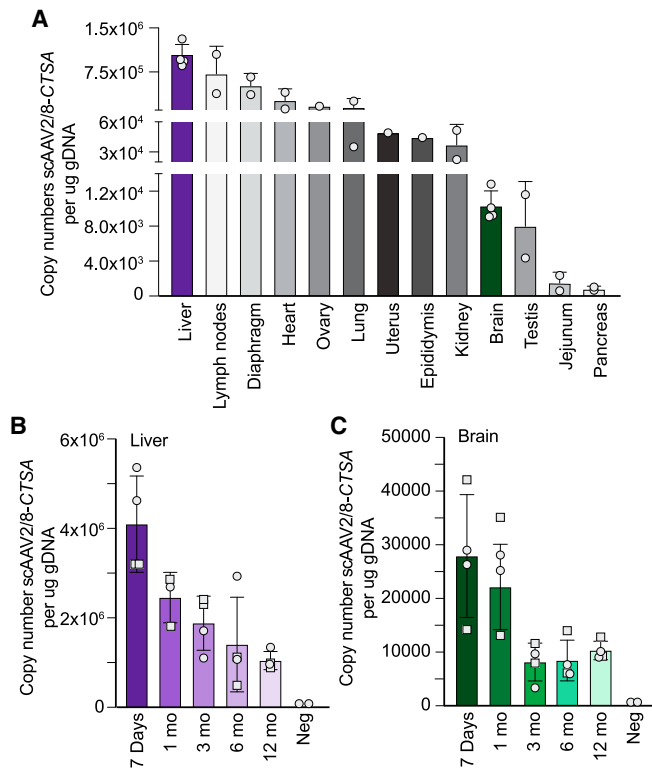 A
Copy numbers scAAV2/8-CTSA
per ug gDNA
1.5x10⁶
7.5x10⁵
6x10⁴
3x10⁴
1.2x10⁴
8.0x10³
4.0x10³
0
Liver
Lymph nodes
Diaphragm
Heart
Ovary
Lung
Uterus
Epididymis
Kidney
Brain
Testis
Jejunum
Pancreas
B
Liver
Copy number scAAV2/8-CTSA
per ug gDNA
6x10⁶
4x10⁶
2x10⁶
0
7 Days
1 mo
3 mo
6 mo
12 mo
Neg
C
Brain
Copy number scAAV2/8-CTSA
per ug gDNA
50000
40000
30000
20000
10000
0
7 Days
1 mo
3 mo
6 mo
12 mo
Neg